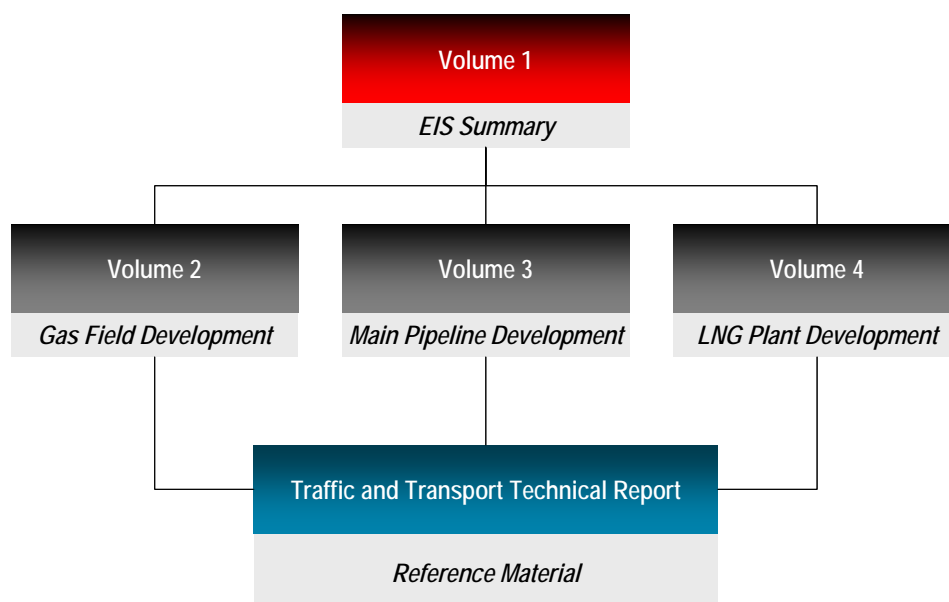 Volume 1
EIS Summary
Volume 2
Gas Field Development
Volume 3
Main Pipeline Development
Volume 4
LNG Plant Development
Traffic and Transport Technical Report
Reference Material